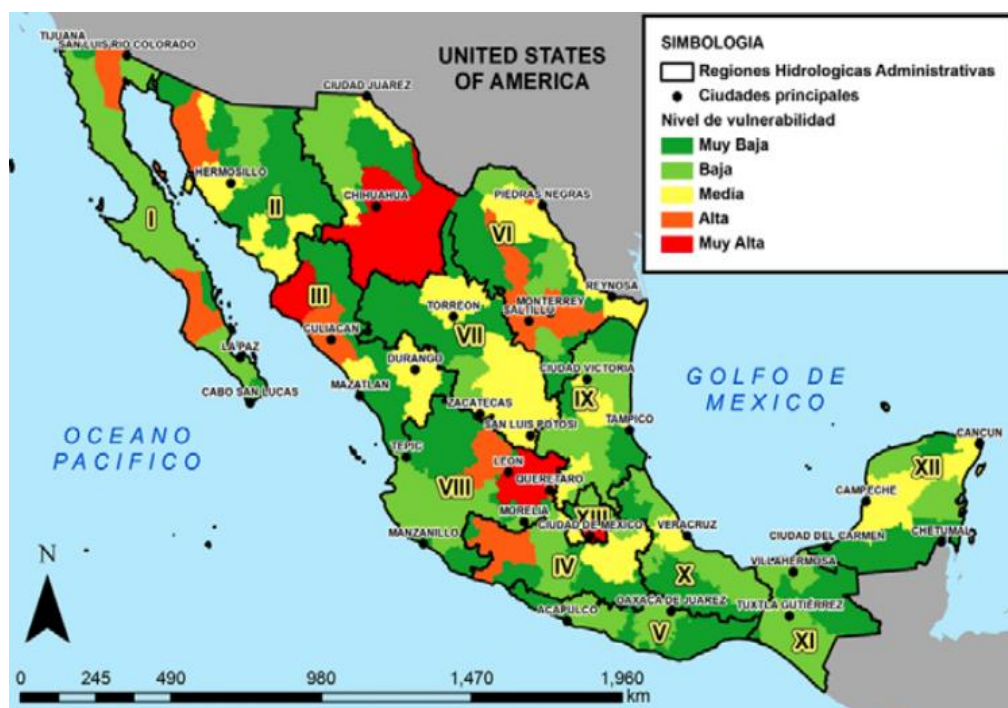 TIJUANA
SAN LUIS RIO COLORADO
CIUDAD JUAREZ
UNITED STATES
OF AMERICA
SIMBOLOGIA
Regiones Hidrologicas Administrativas
Ciudades principales
Nivel de vulnerabilidad
Muy Baja
Baja
Media
Alta
Muy Alta
HERMOSILLO
CHIHUAHUA
PIEDRAS NEGRAS
I
II
VI
III
REYNOSA
MONTERREY
SALTILLO
TORREON
CULIACAN
VII
LA PAZ
DURANGO
CIUDAD VICTORIA
GOLFO DE
MEXICO
CABO SAN LUCAS
MAZATLAN
ZACATECAS
IX
OCEANO
PACIFICO
SAN LUIS POTOSI
TAMPICO
TEPIC
CANCUN
LEON
XII
VIII
QUERETARO
CAMPECHE
MORELIA
XIII
MANZANILLO
CIUDAD DE MEXICO
VERACRUZ
CIUDAD DEL CARMEN
CHETUMAL
N
IV
X
VILLAHERMOSA
ACAPULCO
OAXACA DE JUAREZ
TUXTLA GUTIÉRREZ
V
XI
0 245 490 980 1,470 1,960
km